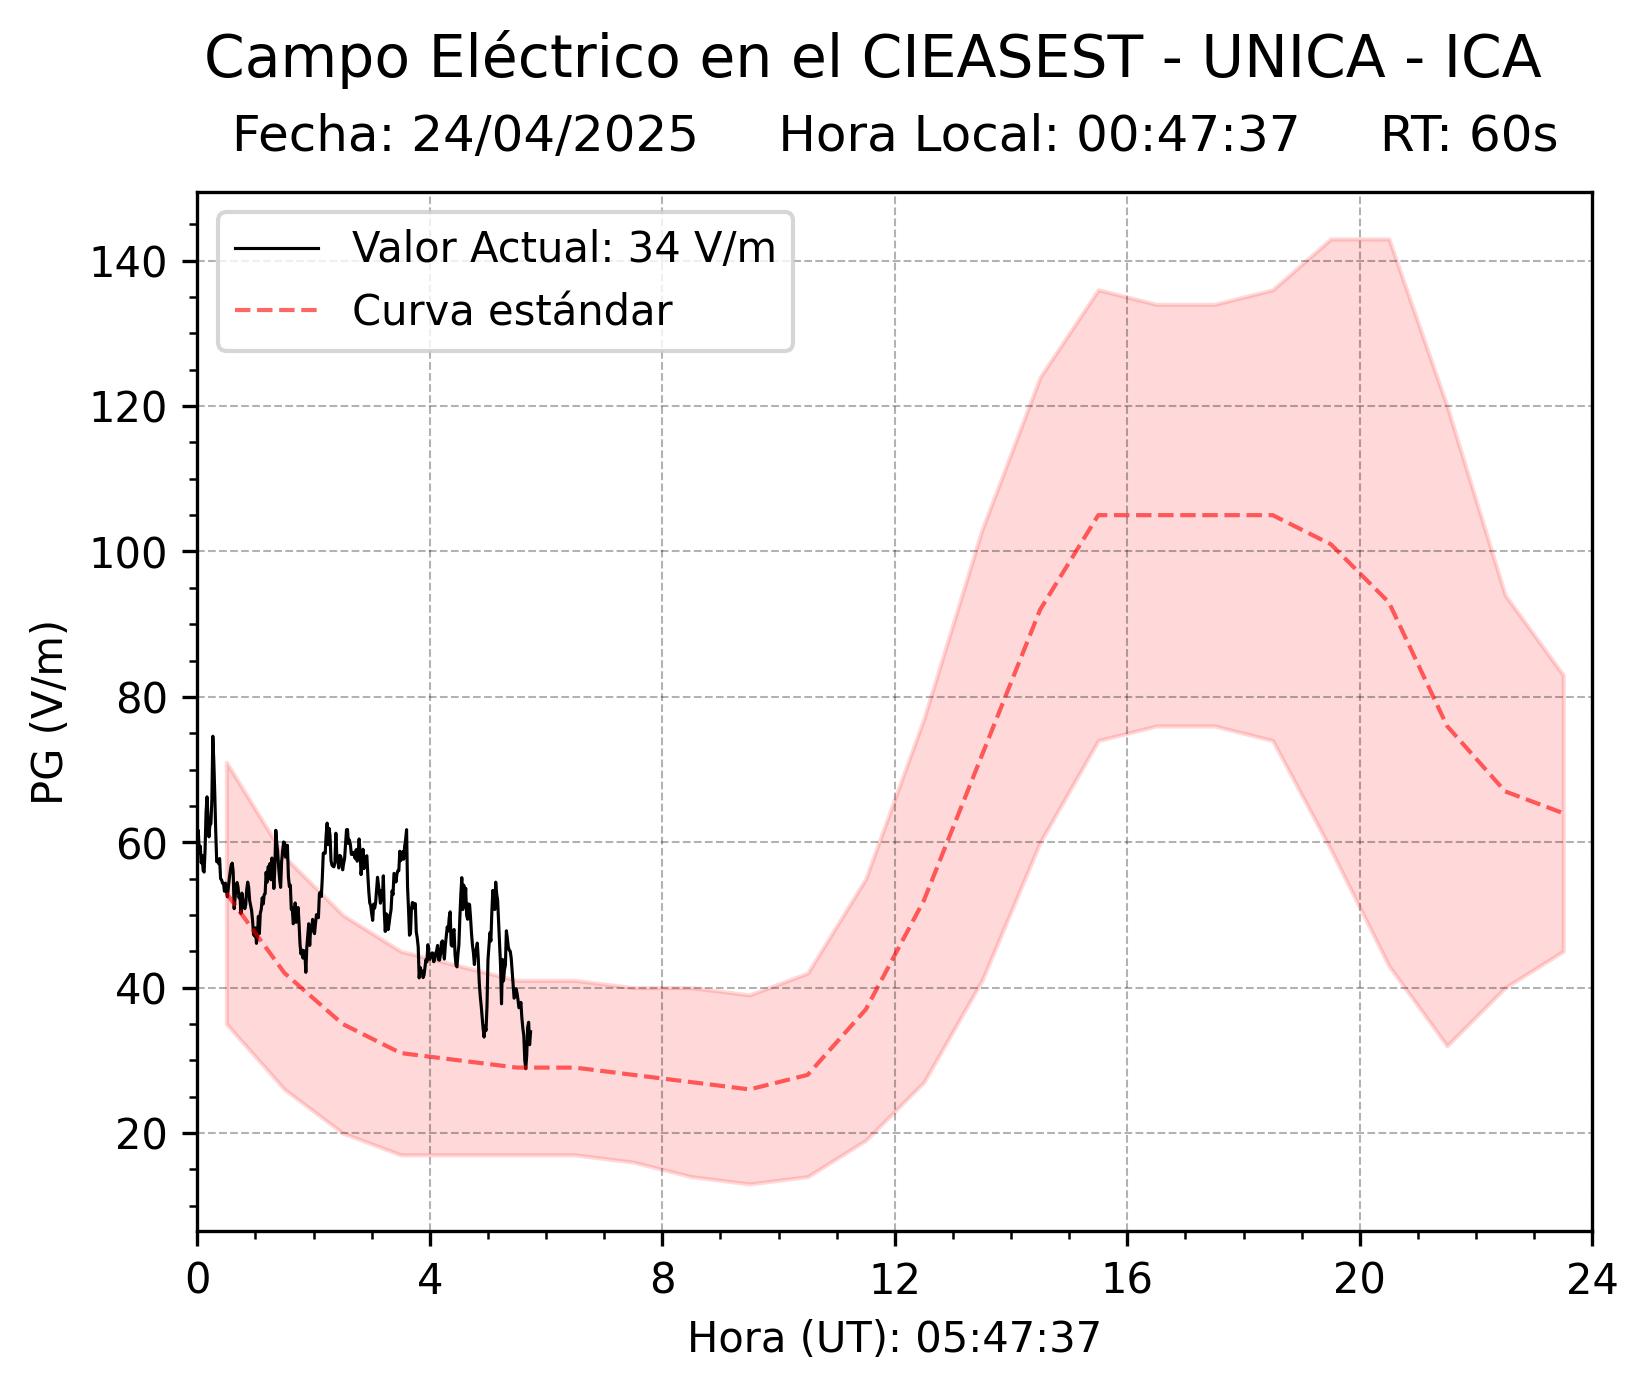 Campo Eléctrico en el CIEASEST - UNICA - ICA
Fecha: 24/04/2025 Hora Local: 00:47:37 RT: 60s
Valor Actual: 34 V/m
Curva estándar
140
120
100
80
60
40
20
PG (V/m)
0 4 8 12 16 20 24
Hora (UT): 05:47:37